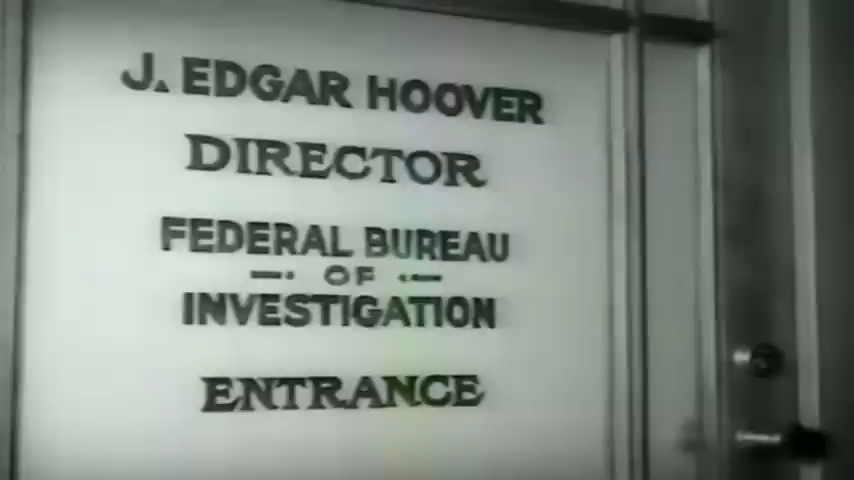 J. EDGAR HOOVER
DIRECTOR
FEDERAL BUREAU
OF
INVESTIGATION
ENTRANCE